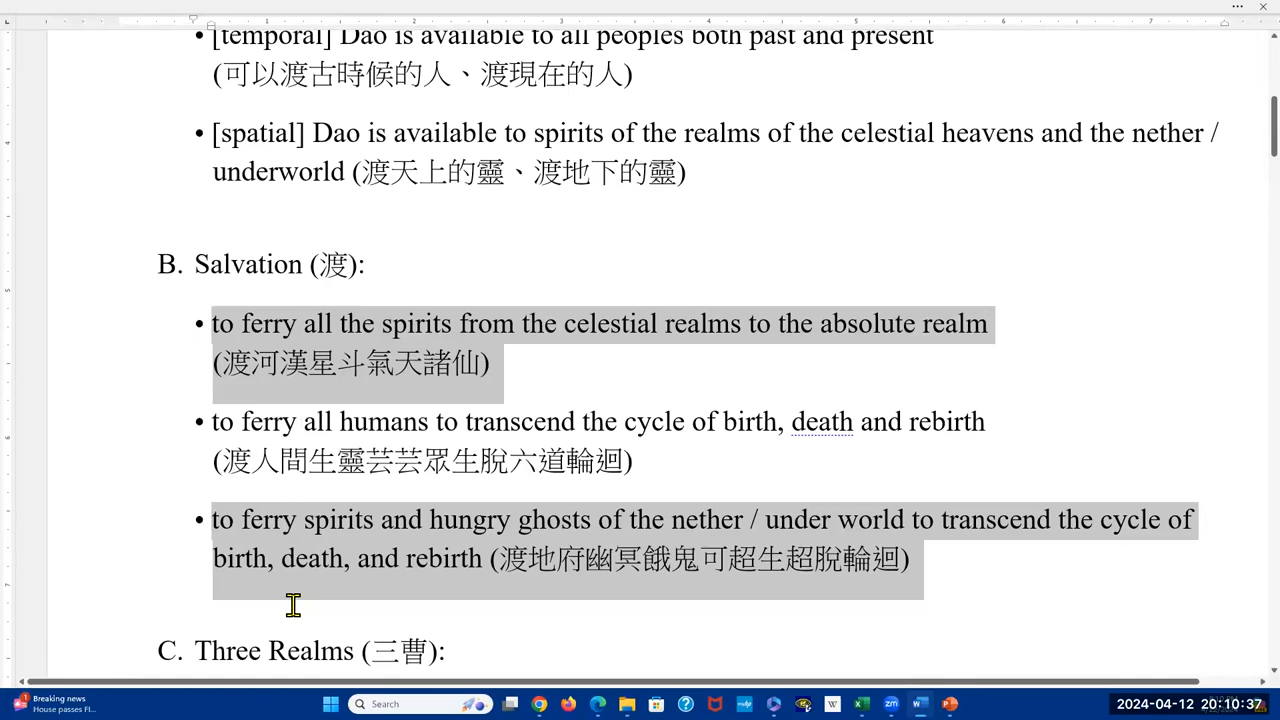 • [temporal] Dao is available to all peoples both past and present
(可以渡古時候的人、渡現在的人)
• [spatial] Dao is available to spirits of the realms of the celestial heavens and the nether /
underworld (渡天上的靈、渡地下的靈)
B. Salvation (渡):
• to ferry all the spirits from the celestial realms to the absolute realm
(渡河漢星斗氣天諸仙)
• to ferry all humans to transcend the cycle of birth, death and rebirth
(渡人間生靈芸芸眾生脫六道輪迴)
• to ferry spirits and hungry ghosts of the nether / under world to transcend the cycle of
birth, death, and rebirth (渡地府幽冥餓鬼可超生超脫輪迴)
C. Three Realms (三曹):
Breaking news
House passes FI...
Search
2024-04-12 20:10:37